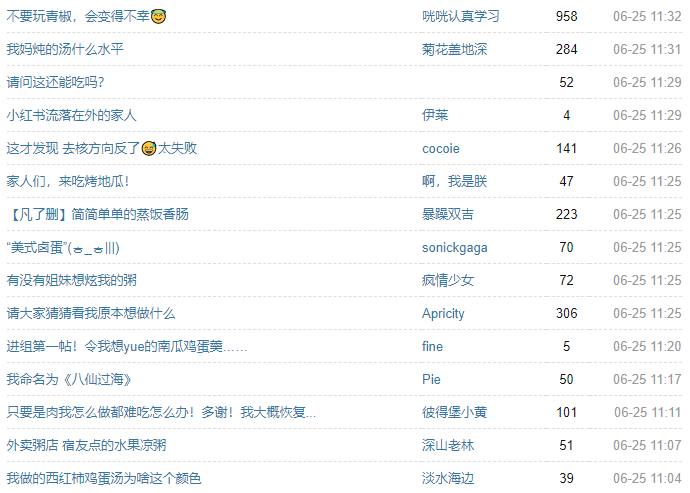 不要玩青椒，会变得不幸😇 咣咣认真学习 958 06-25 11:32
我妈炖的汤什么水平 菊花盖地深 284 06-25 11:31
请问这还能吃吗？ 52 06-25 11:29
小红书流落在外的家人 伊莱 4 06-25 11:29
这才发现 去核方向反了😅太失败 cocoie 141 06-25 11:26
家人们，来吃烤地瓜！ 啊，我是朕 47 06-25 11:25
【凡了删】简简单单的蒸饭香肠 暴躁双吉 223 06-25 11:25
“美式卤蛋”(ㅎ_ㅎ|||) sonickgaga 70 06-25 11:25
有没有姐妹想炫我的粥 疯情少女 72 06-25 11:25
请大家猜猜看我原本想做什么 Apricity 306 06-25 11:25
进组第一帖！令我想yue的南瓜鸡蛋羹…… fine 5 06-25 11:20
我命名为《八仙过海》 Pie 50 06-25 11:17
只要是肉我怎么做都难吃怎么办！多谢！我大概恢复... 彼得堡小黄 101 06-25 11:11
外卖粥店 宿友点的水果凉粥 深山老林 51 06-25 11:07
我做的西红柿鸡蛋汤为啥这个颜色 淡水海边 39 06-25 11:04